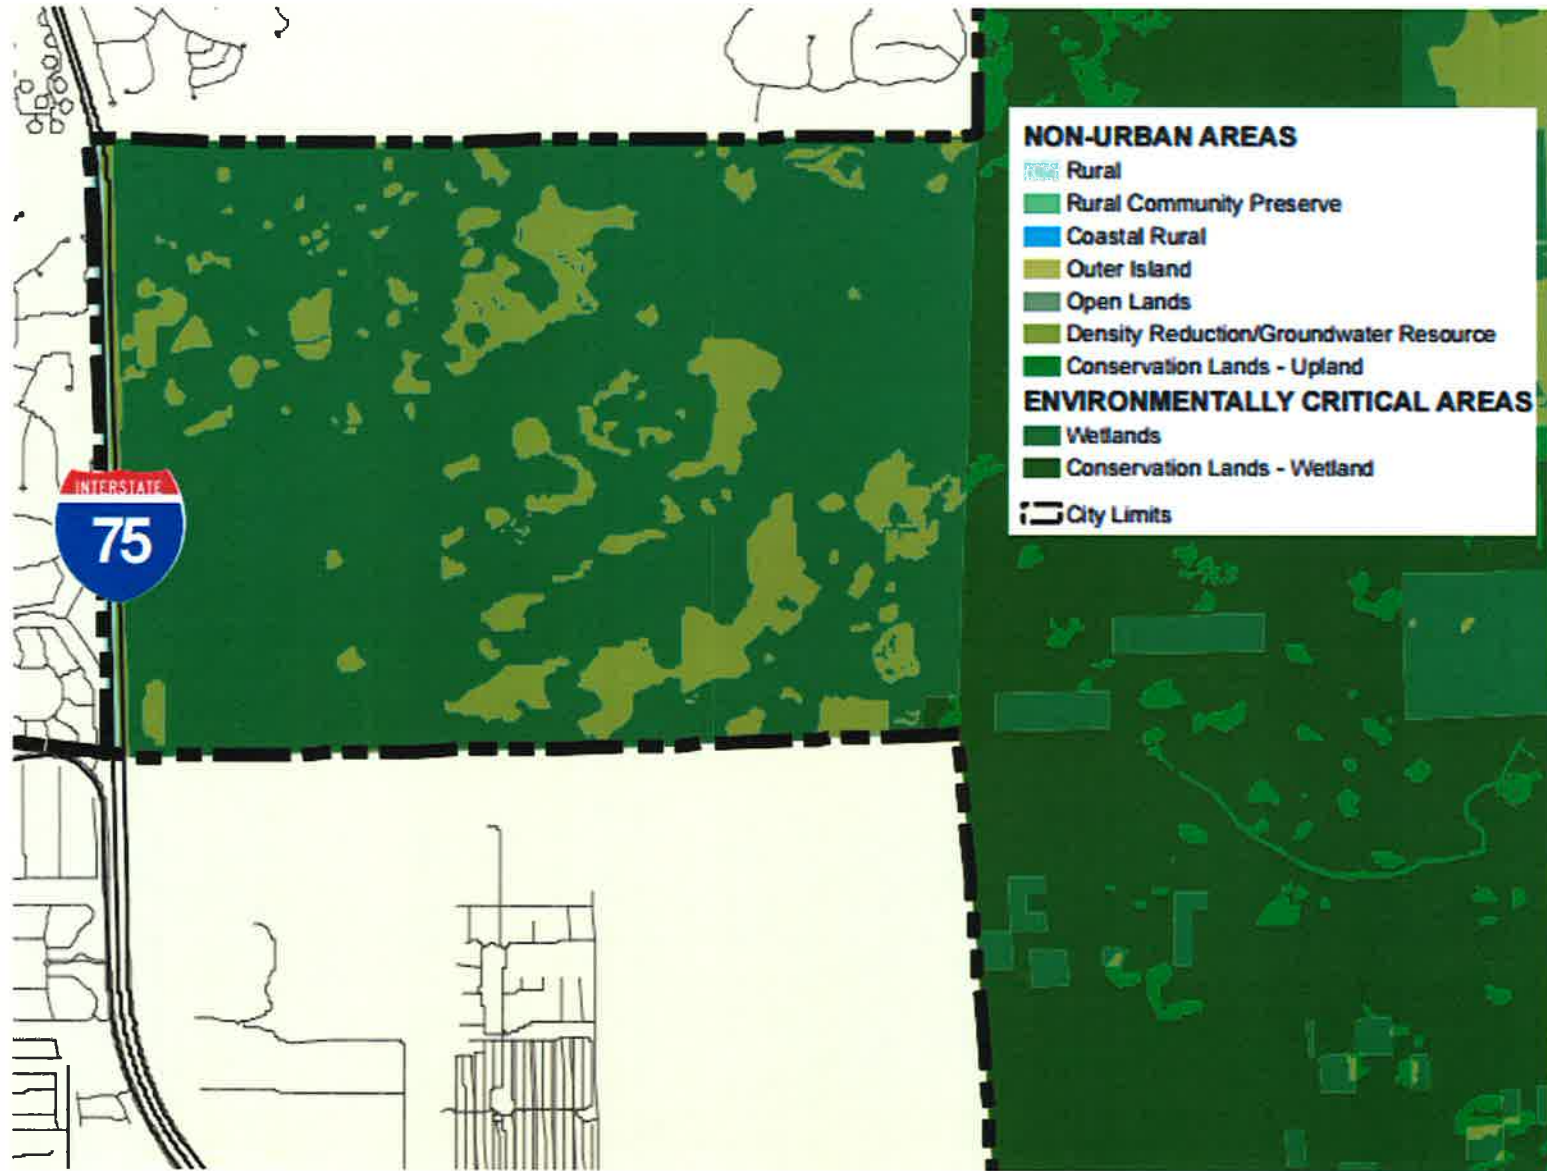 NON-URBAN AREAS
Rural
Rural Community Preserve
Coastal Rural
Outer Island
Open Lands
Density Reduction/Groundwater Resource
Conservation Lands - Upland
ENVIRONMENTALLY CRITICAL AREAS
Wetlands
Conservation Lands - Wetland
City Limits
INTERSTATE
75